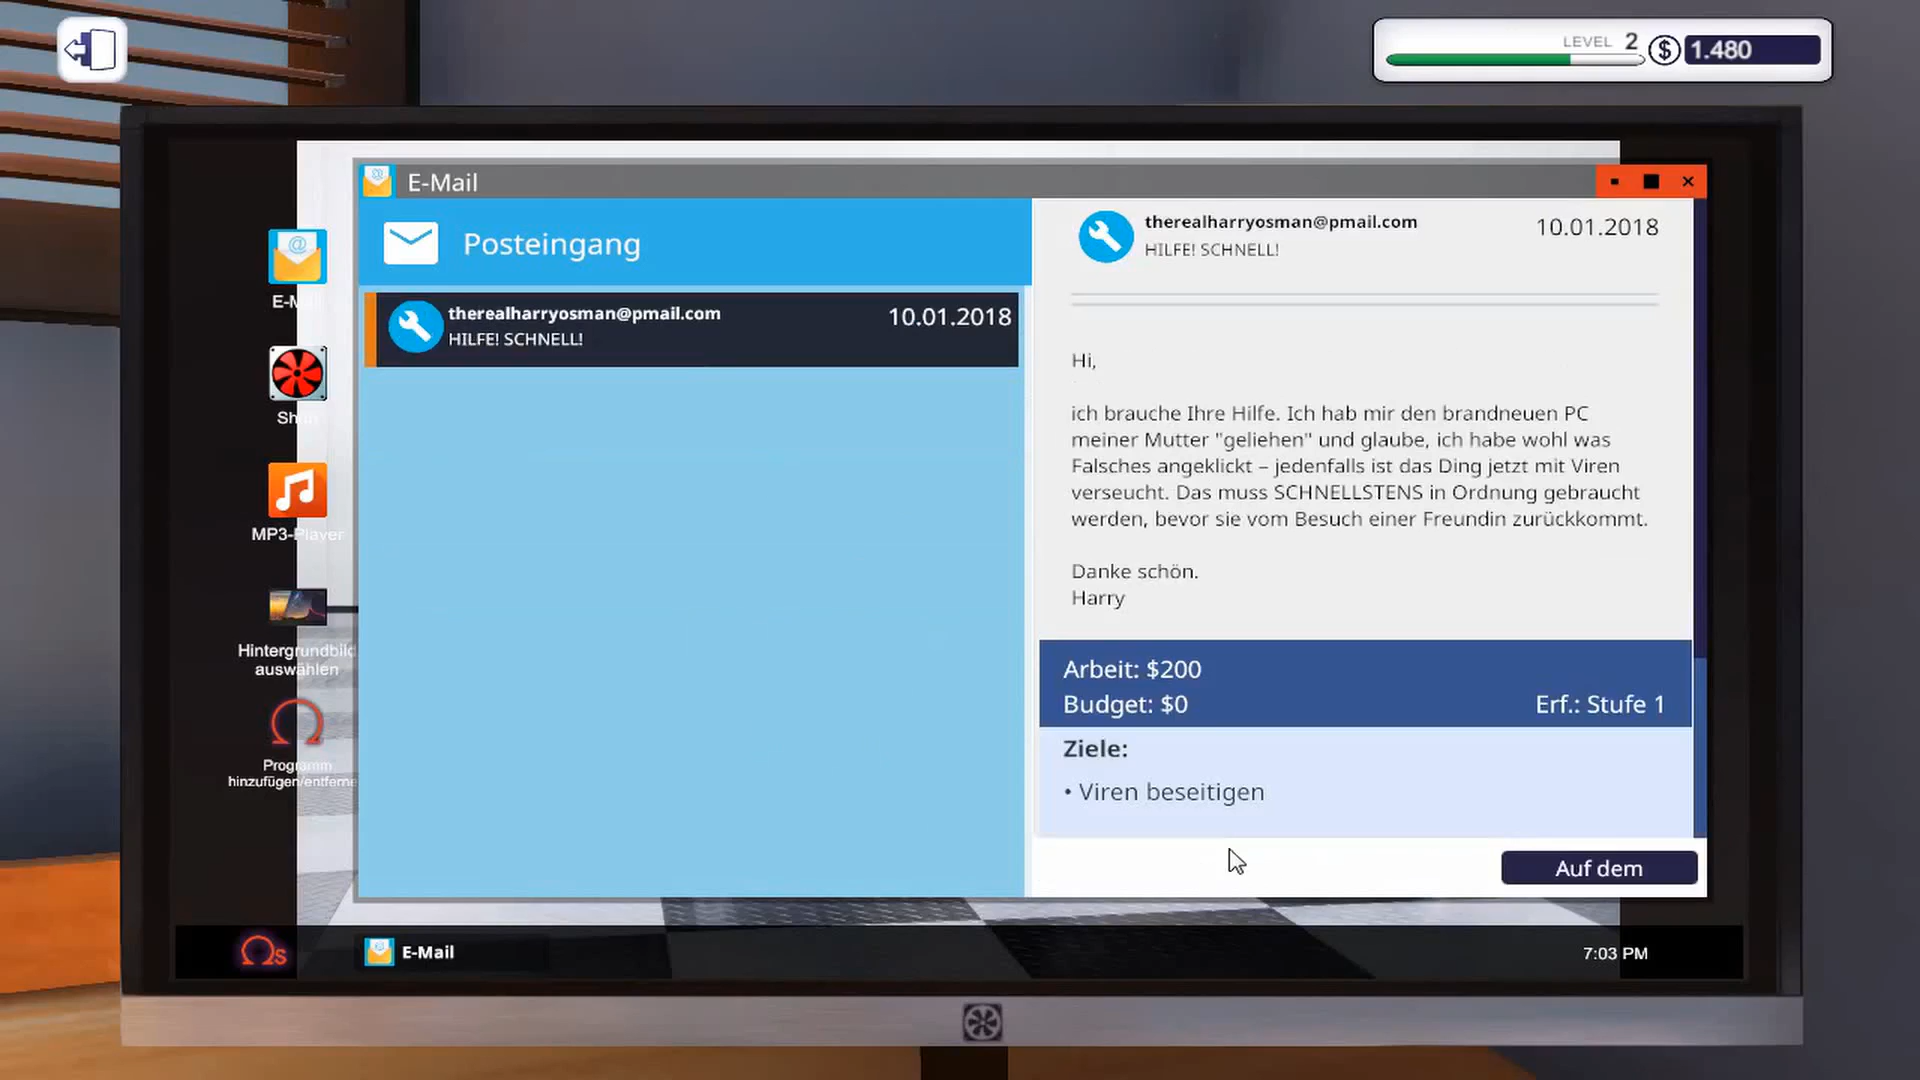 LEVEL 2
$ 1.480
E-Mail
Posteingang
therealharryosman@pmail.com
10.01.2018
HILFE! SCHNELL!
therealharryosman@pmail.com
10.01.2018
HILFE! SCHNELL!
Hi,
ich brauche Ihre Hilfe. Ich hab mir den brandneuen PC
meiner Mutter "geliehen" und glaube, ich habe wohl was
Falsches angeklickt – jedenfalls ist das Ding jetzt mit Viren
verseucht. Das muss SCHNELLSTENS in Ordnung gebraucht
werden, bevor sie vom Besuch einer Freundin zurückkommt.
Danke schön.
Harry
Arbeit: $200
Budget: $0
Erf.: Stufe 1
Ziele:
• Viren beseitigen
Auf dem
MP3-Player
Hintergrundbild
auswählen
Programm
hinzufügen/entferne
E-Mail
7:03 PM